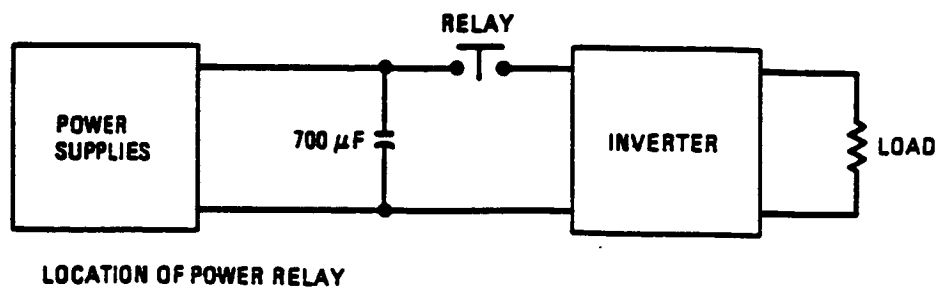 RELAY
POWER
SUPPLIES
700 μF
INVERTER
LOAD
LOCATION OF POWER RELAY